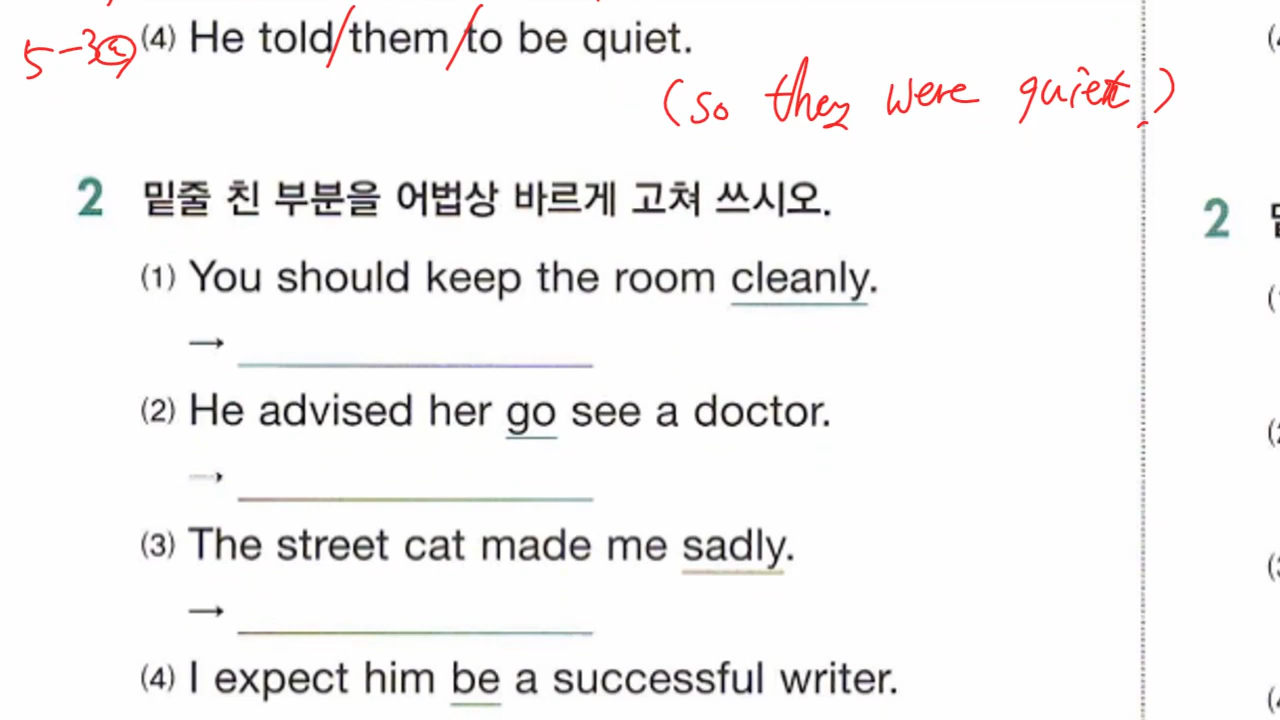 5-3ⓐ (4) He told/them/to be quiet.
(so they were quiet.)
2 밑줄 친 부분을 어법상 바르게 고쳐 쓰시오.
(1) You should keep the room cleanly.
→
(2) He advised her go see a doctor.
→
(3) The street cat made me sadly.
→
(4) I expect him be a successful writer.
2